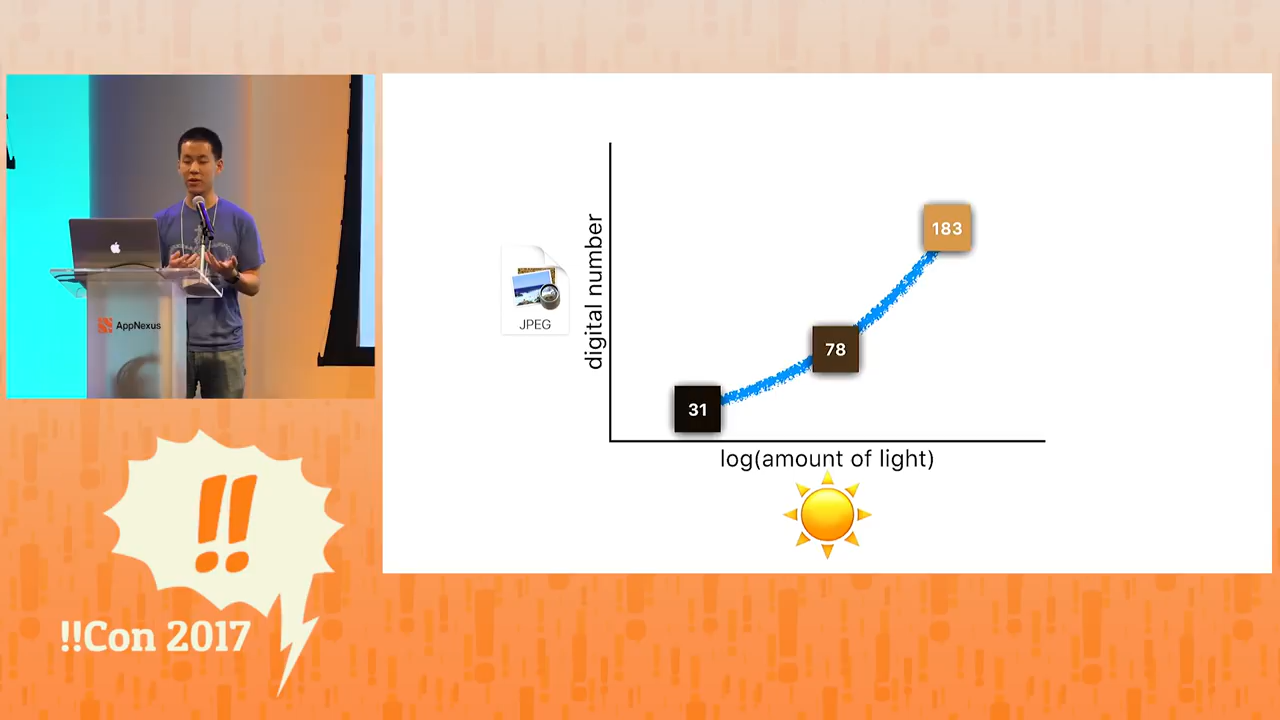 AppNexus
!!
!!Con 2017
JPEG
digital number
183
78
31
log(amount of light)